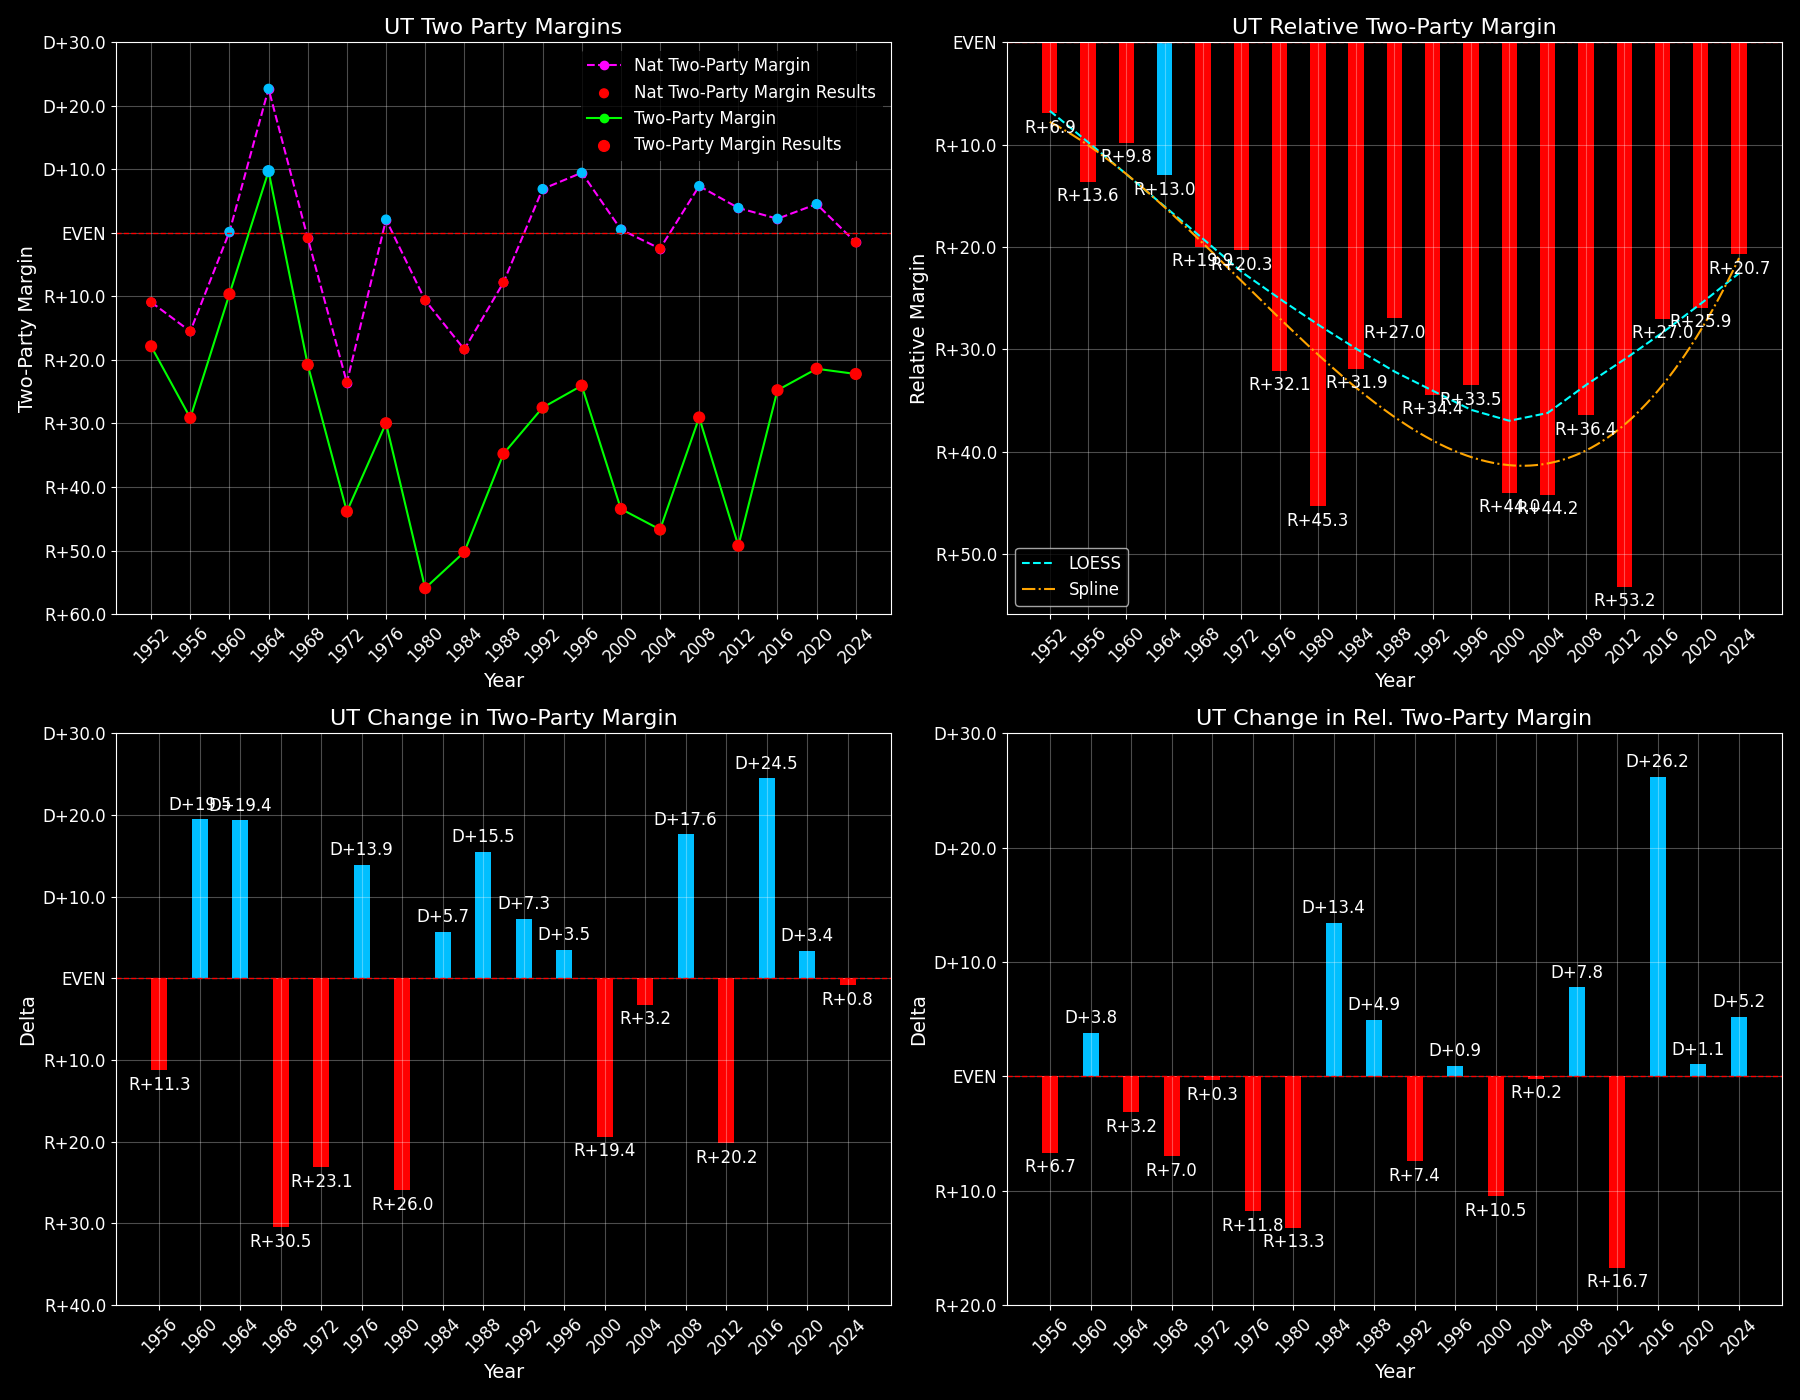 UT Two Party Margins
D+30.0
D+20.0
D+10.0
EVEN
R+10.0
R+20.0
R+30.0
R+40.0
R+50.0
R+60.0
Two-Party Margin
Nat Two-Party Margin
Nat Two-Party Margin Results
Two-Party Margin
Two-Party Margin Results
1952 1956 1960 1964 1968 1972 1976 1980 1984 1988 1992 1996 2000 2004 2008 2012 2016 2020 2024
Year
UT Relative Two-Party Margin
EVEN
R+10.0
R+20.0
R+30.0
R+40.0
R+50.0
Relative Margin
R+6.9
R+13.6
R+9.8
R+13.0
R+19.9
R+20.3
R+32.1
R+45.3
R+31.9
R+27.0
R+34.4
R+33.5
R+44.0
R+44.2
R+36.4
R+53.2
R+27.0
R+25.9
R+20.7
LOESS
Spline
1952 1956 1960 1964 1968 1972 1976 1980 1984 1988 1992 1996 2000 2004 2008 2012 2016 2020 2024
Year
UT Change in Two-Party Margin
D+30.0
D+20.0
D+10.0
EVEN
R+10.0
R+20.0
R+30.0
R+40.0
Delta
R+11.3
D+19.5
D+19.4
R+30.5
R+23.1
D+13.9
R+26.0
D+5.7
D+15.5
D+7.3
D+3.5
R+19.4
R+3.2
D+17.6
R+20.2
D+24.5
D+3.4
R+0.8
1956 1960 1964 1968 1972 1976 1980 1984 1988 1992 1996 2000 2004 2008 2012 2016 2020 2024
Year
UT Change in Rel. Two-Party Margin
D+30.0
D+20.0
D+10.0
EVEN
R+10.0
R+20.0
Delta
R+6.7
D+3.8
R+3.2
R+7.0
R+0.3
R+11.8
R+13.3
D+13.4
D+4.9
R+7.4
D+0.9
R+10.5
R+0.2
D+7.8
R+16.7
D+26.2
D+1.1
D+5.2
1956 1960 1964 1968 1972 1976 1980 1984 1988 1992 1996 2000 2004 2008 2012 2016 2020 2024
Year